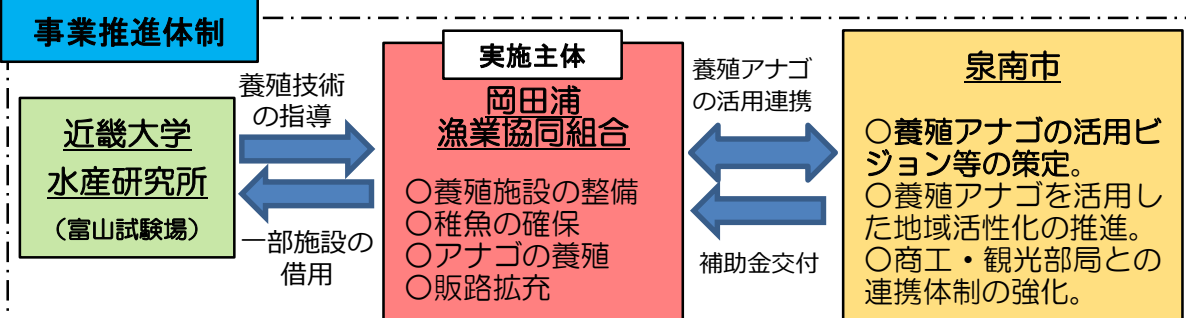 事業推進体制
近畿大学
水産研究所
（富山試験場）
養殖技術
の指導
一部施設の
借用
実施主体
岡田浦
漁業協同組合
○養殖施設の整備
○稚魚の確保
○アナゴの養殖
○販路拡充
養殖アナゴ
の活用連携
補助金交付
泉南市
○養殖アナゴの活用ビ
ジョン等の策定。
○養殖アナゴを活用し
た地域活性化の推進。
○商工・観光部局との
連携体制の強化。